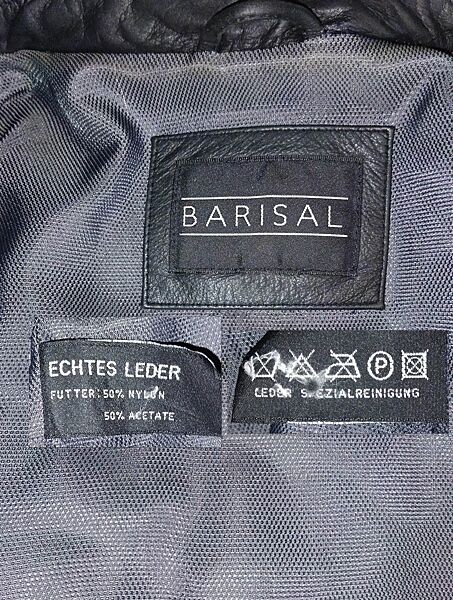 BARISAL
ECHTES LEDER
FUTTER: 50% NYLON
50% ACETATE
P
LEDER SPEZIALREINIGUNG